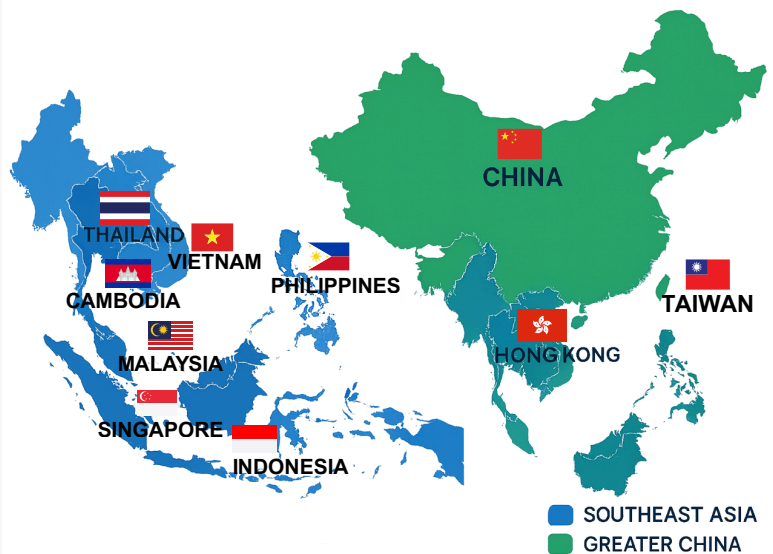 CHINA
THAILAND
VIETNAM
PHILIPPINES
CAMBODIA
TAIWAN
MALAYSIA
HONG KONG
SINGAPORE
INDONESIA
SOUTHEAST ASIA
GREATER CHINA